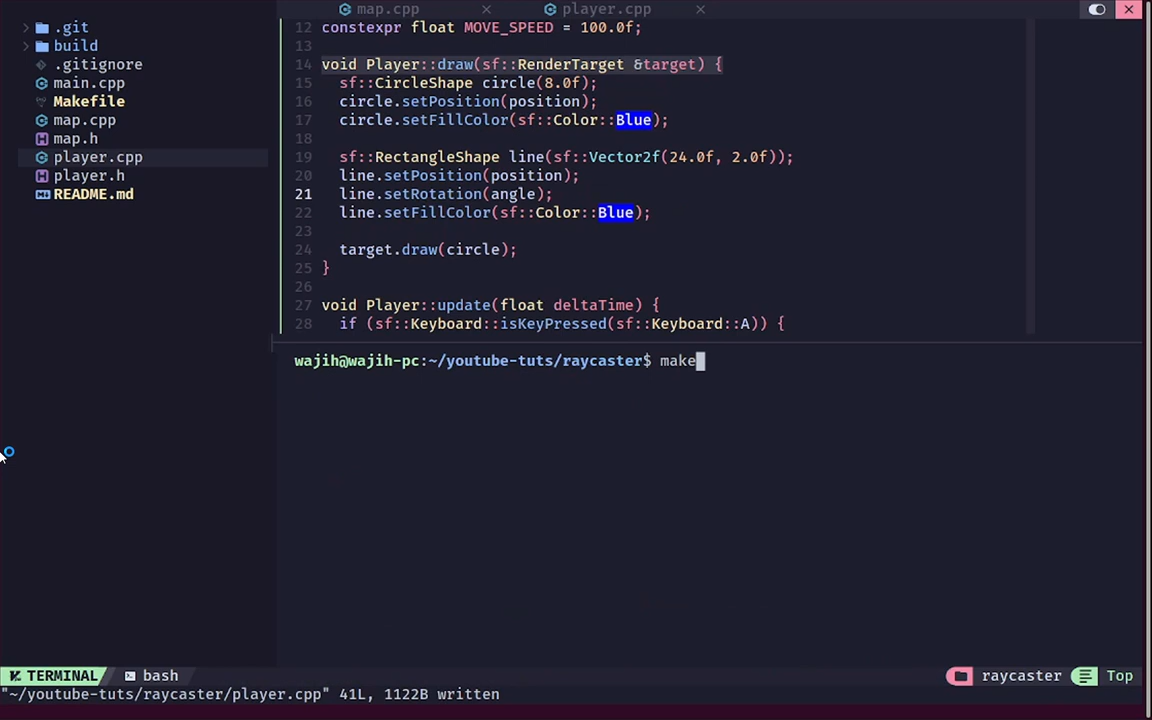 map.cpp player.cpp
.git
build
.gitignore
main.cpp
Makefile
map.cpp
map.h
player.cpp
player.h
README.md
12 constexpr float MOVE_SPEED = 100.0f;
13
14 void Player::draw(sf::RenderTarget &target) {
15 sf::CircleShape circle(8.0f);
16 circle.setPosition(position);
17 circle.setFillColor(sf::Color::Blue);
18
19 sf::RectangleShape line(sf::Vector2f(24.0f, 2.0f));
20 line.setPosition(position);
21 line.setRotation(angle);
22 line.setFillColor(sf::Color::Blue);
23
24 target.draw(circle);
25 }
26
27 void Player::update(float deltaTime) {
28 if (sf::Keyboard::isKeyPressed(sf::Keyboard::A)) {
wajih@wajih-pc:~/youtube-tuts/raycaster$ make
TERMINAL bash raycaster Top
"~/youtube-tuts/raycaster/player.cpp" 41L, 1122B written